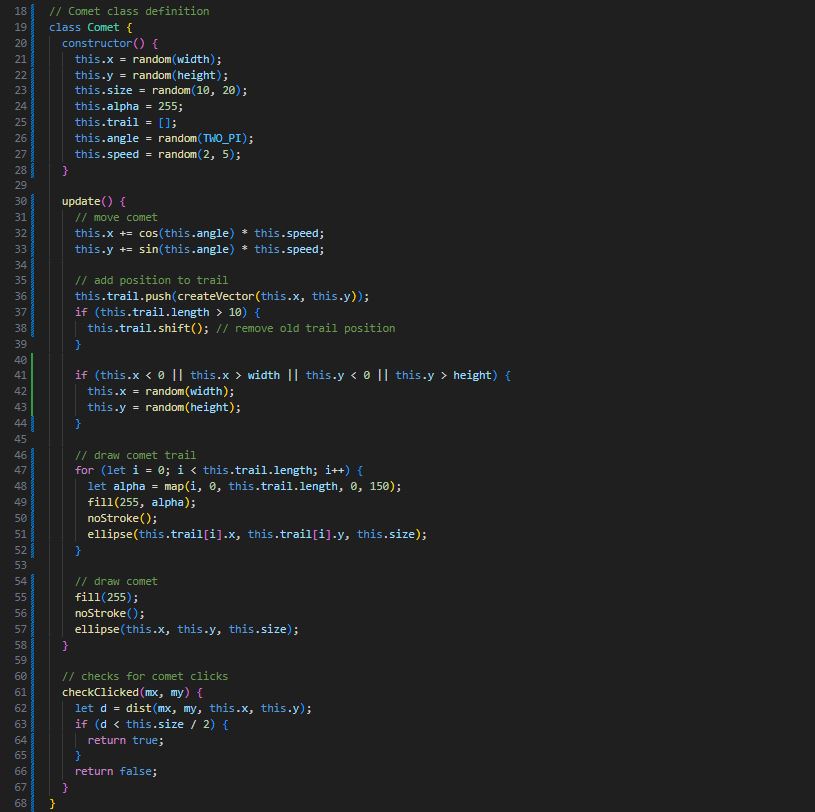 18 // Comet class definition
19 class Comet {
20   constructor() {
21     this.x = random(width);
22     this.y = random(height);
23     this.size = random(10, 20);
24     this.alpha = 255;
25     this.trail = [];
26     this.angle = random(TWO_PI);
27     this.speed = random(2, 5);
28   }
29
30   update() {
31     // move comet
32     this.x += cos(this.angle) * this.speed;
33     this.y += sin(this.angle) * this.speed;
34
35     // add position to trail
36     this.trail.push(createVector(this.x, this.y));
37     if (this.trail.length > 10) {
38       this.trail.shift(); // remove old trail position
39     }
40
41     if (this.x < 0 || this.x > width || this.y < 0 || this.y > height) {
42       this.x = random(width);
43       this.y = random(height);
44     }
45
46     // draw comet trail
47     for (let i = 0; i < this.trail.length; i++) {
48       let alpha = map(i, 0, this.trail.length, 0, 150);
49       fill(255, alpha);
50       noStroke();
51       ellipse(this.trail[i].x, this.trail[i].y, this.size);
52     }
53
54     // draw comet
55     fill(255);
56     noStroke();
57     ellipse(this.x, this.y, this.size);
58   }
59
60   // checks for comet clicks
61   checkClicked(mx, my) {
62     let d = dist(mx, my, this.x, this.y);
63     if (d < this.size / 2) {
64       return true;
65     }
66     return false;
67   }
68 }